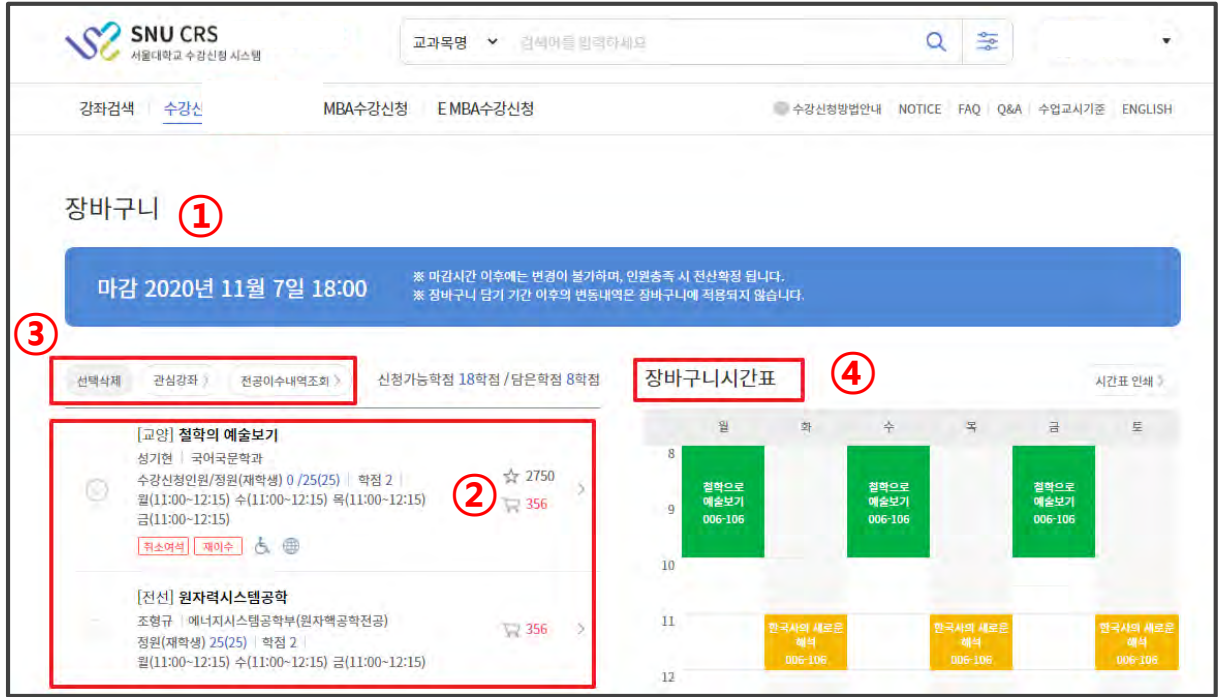 SNU CRS
서울대학교 수강신청 시스템
교과목명
검색어를 입력하세요
강좌검색
수강신
MBA수강신청
E MBA수강신청
수강신청방법안내
NOTICE
FAQ
Q&A
수업교시기준
ENGLISH
장바구니
①
마감 2020년 11월 7일 18:00
※ 마감시간 이후에는 변경이 불가하며, 인원충족 시 전산확정 됩니다.
※ 장바구니 담기 기간 이후의 변동내역은 장바구니에 적용되지 않습니다.
③
선택삭제
관심강좌
전공이수내역조회
신청가능학점 18학점 / 담은학점 8학점
[교양] 철학의 예술보기
성기현 국어국문학과
수강신청인원/정원(재학생) 0 /25(25) 학점 2
월(11:00~12:15) 수(11:00~12:15) 목(11:00~12:15)
금(11:00~12:15)
취소여석 재이수
2750
356
②
[전선] 원자력시스템공학
조형규 에너지시스템공학부(원자핵공학전공)
정원(재학생) 25(25) 학점 2
월(11:00~12:15) 수(11:00~12:15) 금(11:00~12:15)
356
장바구니시간표
④
시간표 인쇄
월 화 수 목 금 토
8
철학으로
예술보기
006-106
철학으로
예술보기
006-106
철학으로
예술보기
006-106
9
10
11
한국사의 새로운
해석
006-106
한국사의 새로운
해석
006-106
한국사의 새로운
해석
006-106
12